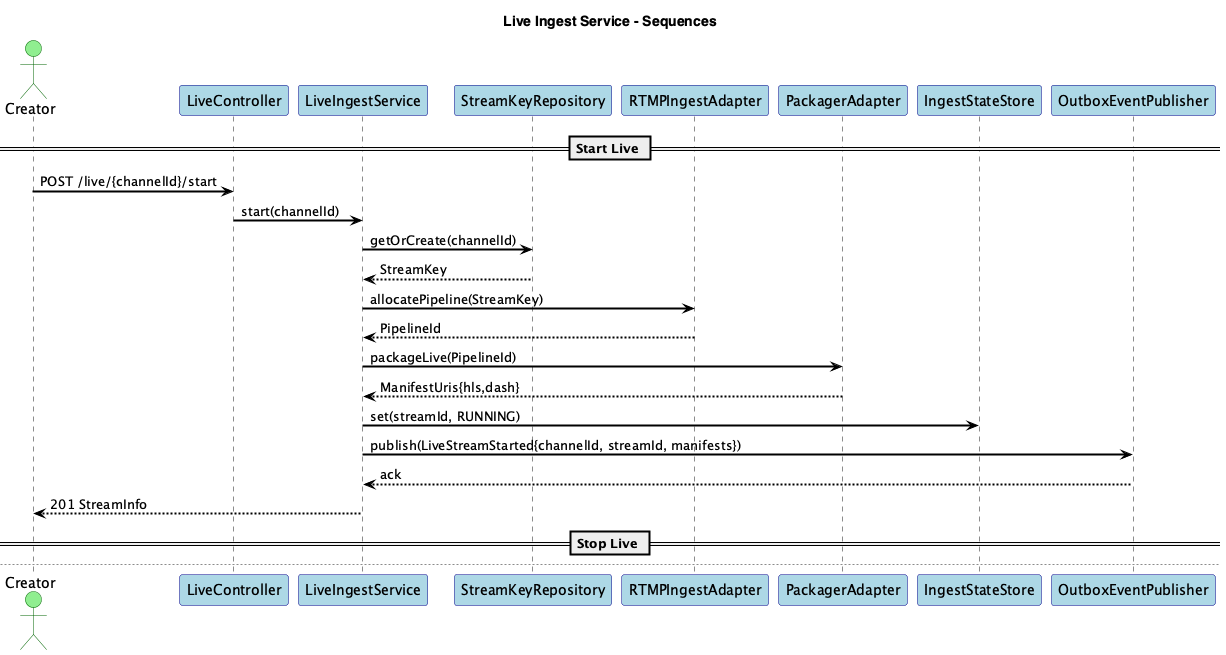 Live Ingest Service - Sequences
Creator
LiveController
LiveIngestService
StreamKeyRepository
RTMPIngestAdapter
PackagerAdapter
IngestStateStore
OutboxEventPublisher
Start Live
POST /live/{channelId}/start
start(channelId)
getOrCreate(channelId)
StreamKey
allocatePipeline(StreamKey)
PipelineId
packageLive(PipelineId)
ManifestUris{hls,dash}
set(streamId, RUNNING)
publish(LiveStreamStarted{channelId, streamId, manifests})
ack
201 StreamInfo
Stop Live
Creator
LiveController
LiveIngestService
StreamKeyRepository
RTMPIngestAdapter
PackagerAdapter
IngestStateStore
OutboxEventPublisher